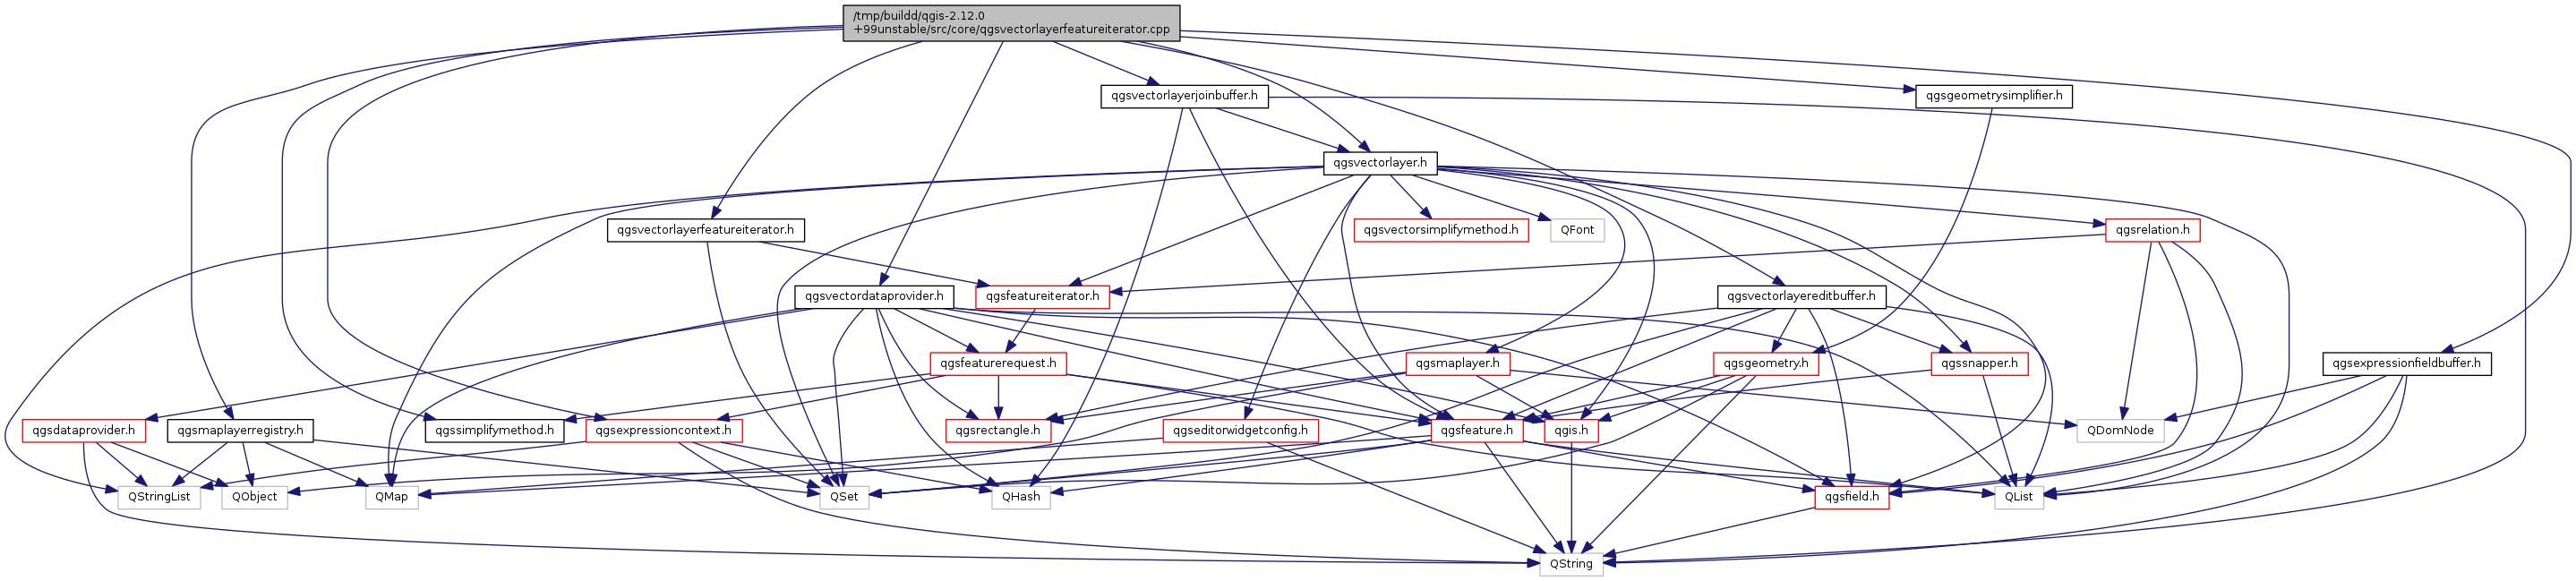 /tmp/buildd/qgis-2.12.0
+99unstable/src/core/qgsvectorlayerfeatureiterator.cpp
qgsvectorlayerjoinbuffer.h
qgsgeometrysimplifier.h
qgsvectorlayer.h
qgsvectorlayerfeatureiterator.h
qgsvectorsimplifymethod.h
QFont
qgsrelation.h
qgsvectordataprovider.h
qgsfeatureiterator.h
qgsvectorlayereditbuffer.h
qgsfeaturerequest.h
qgsmaplayer.h
qgsgeometry.h
qgssnapper.h
qgsexpressionfieldbuffer.h
qgsdataprovider.h
qgsmaplayerregistry.h
qgssimplifymethod.h
qgsexpressioncontext.h
qgsrectangle.h
qgseditorwidgetconfig.h
qgsfeature.h
qgis.h
QDomNode
QStringList
QObject
QMap
QSet
QHash
qgsfield.h
QList
QString